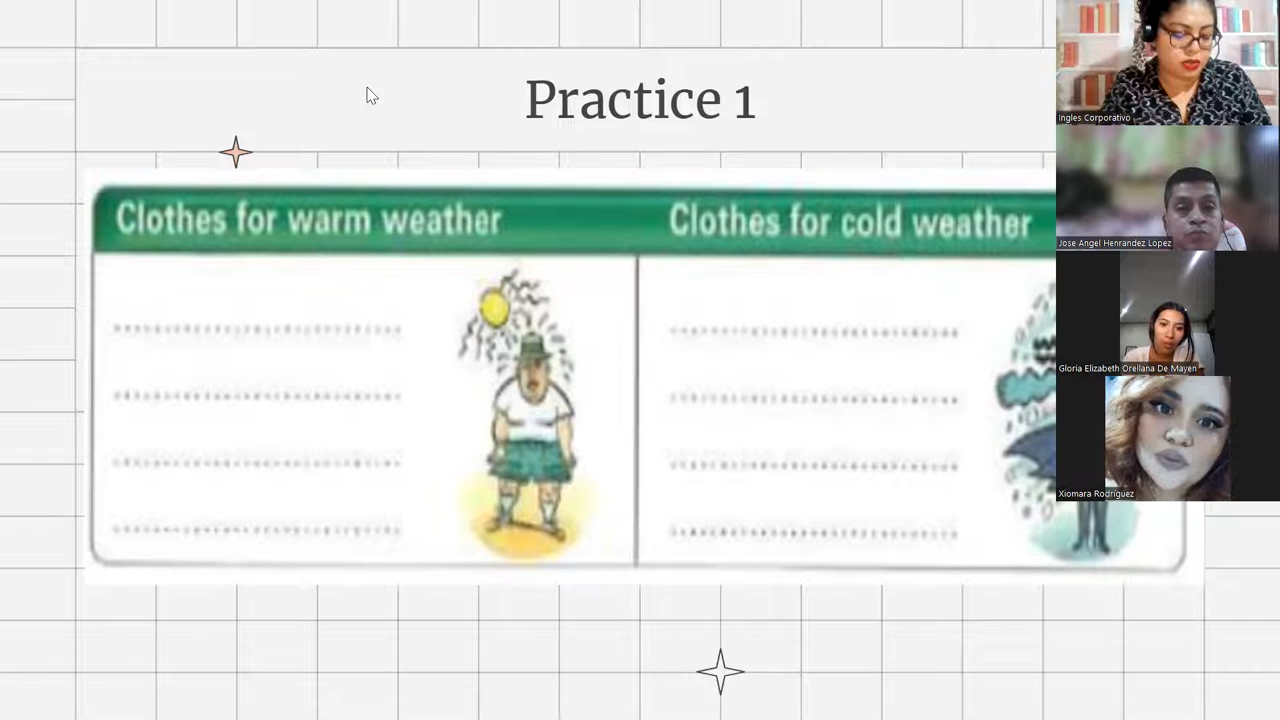 Practice 1
Clothes for warm weather
Clothes for cold weather
Ingles Corporativo
Jose Angel Henrandez Lopez
Gloria Elizabeth Orellana De Mayen
Xiomara Rodriguez